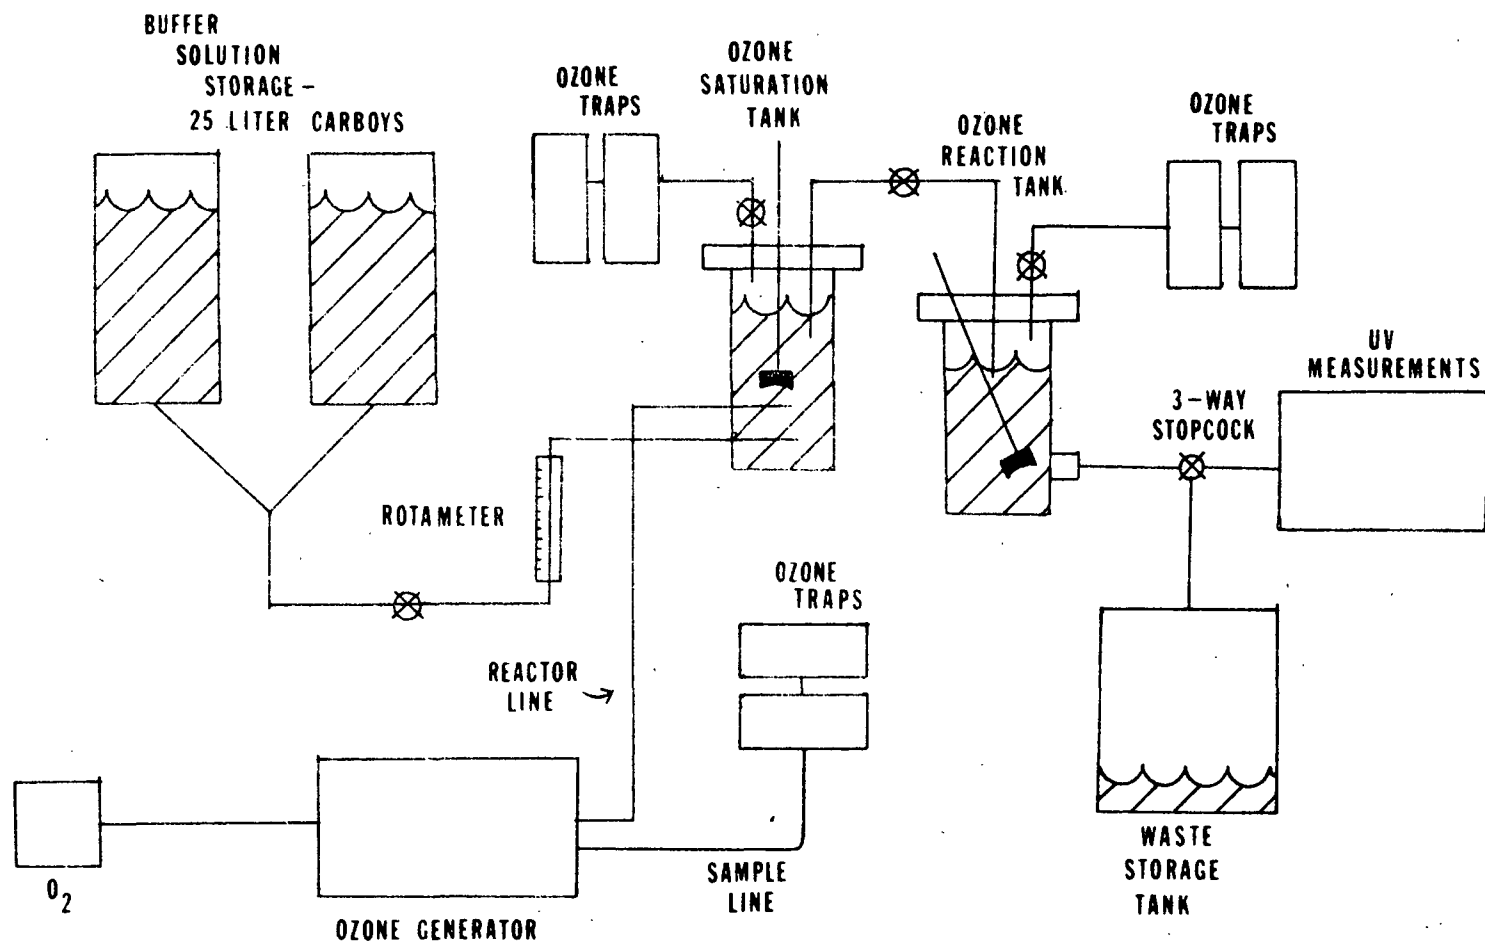 BUFFER
SOLUTION
STORAGE –
25 LITER CARBOYS
OZONE
TRAPS
OZONE
SATURATION
TANK
OZONE
REACTION
TANK
OZONE
TRAPS
UV
MEASUREMENTS
3-WAY
STOPCOCK
ROTAMETER
OZONE
TRAPS
REACTOR
LINE
SAMPLE
LINE
WASTE
STORAGE
TANK
O2
OZONE GENERATOR